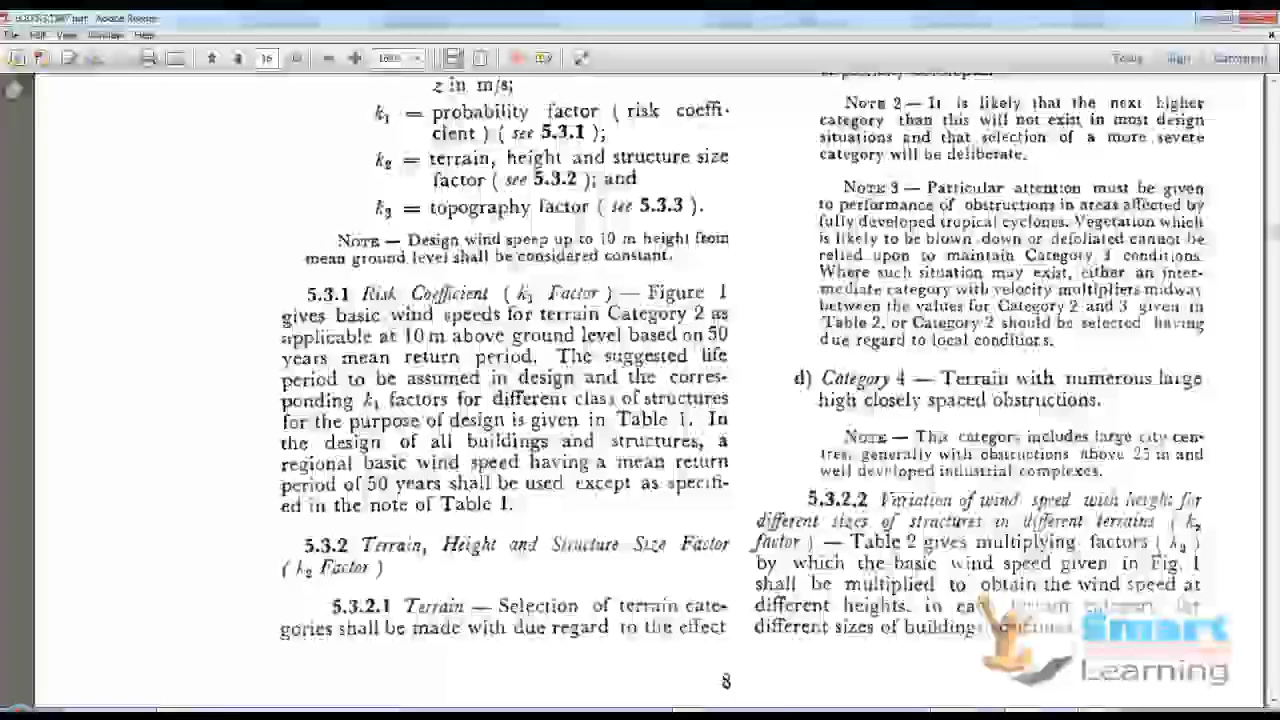 Adobe Reader
View
16
Tools
Sign
Comment
z in m/s;
k1 = probability factor ( risk coeffi-
cient ) ( see 5.3.1 );
k2 = terrain, height and structure size
factor ( see 5.3.2 ); and
k3 = topography factor ( see 5.3.3 ).
NOTE — Design wind speep up to 10 m height from
mean ground level shall be considered constant.
5.3.1 Risk Coefficient ( k1 Factor ) — Figure 1
gives basic wind speeds for terrain Category 2 as
applicable at 10 m above ground level based on 50
years mean return period. The suggested life
period to be assumed in design and the corres-
ponding k1 factors for different class of structures
for the purpose of design is given in Table 1. In
the design of all buildings and structures, a
regional basic wind speed having a mean return
period of 50 years shall be used except as specifi-
ed in the note of Table 1.
5.3.2 Terrain, Height and Structure Size Factor
( k2 Factor )
5.3.2.1 Terrain — Selection of terrain cate-
gories shall be made with due regard to the effect
NOTE 2 — It is likely that the next higher
category than this will not exist in most design
situations and that selection of a more severe
category will be deliberate.
NOTE 3 — Particular attention must be given
to performance of obstructions in areas affected by
fully developed tropical cyclones. Vegetation which
is likely to be blown down or defoliated cannot be
relied upon to maintain Category 3 conditions.
Where such situation may exist, either an inter-
mediate category with velocity multipliers midway
between the values for Category 2 and 3 given in
Table 2, or Category 2 should be selected having
due regard to local conditions.
d) Category 4 — Terrain with numerous large
high closely spaced obstructions.
NOTE — This category includes large city cen-
tres, generally with obstructions above 25 m and
well developed industrial complexes.
5.3.2.2 Variation of wind speed with height for
different sizes of structures in different terrains ( k2
factor ) — Table 2 gives multiplying factors ( k2 )
by which the basic wind speed given in Fig. 1
shall be multiplied to obtain the wind speed at
different heights, in each terrain category for
different sizes of buildings
8
Smart
Learning